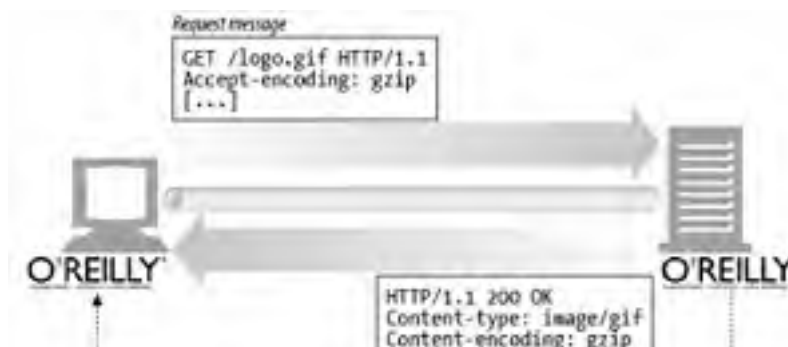 Request message
GET /logo.gif HTTP/1.1
Accept-encoding: gzip
[...]
O'REILLY
O'REILLY
HTTP/1.1 200 OK
Content-type: image/gif
Content-encoding: gzip